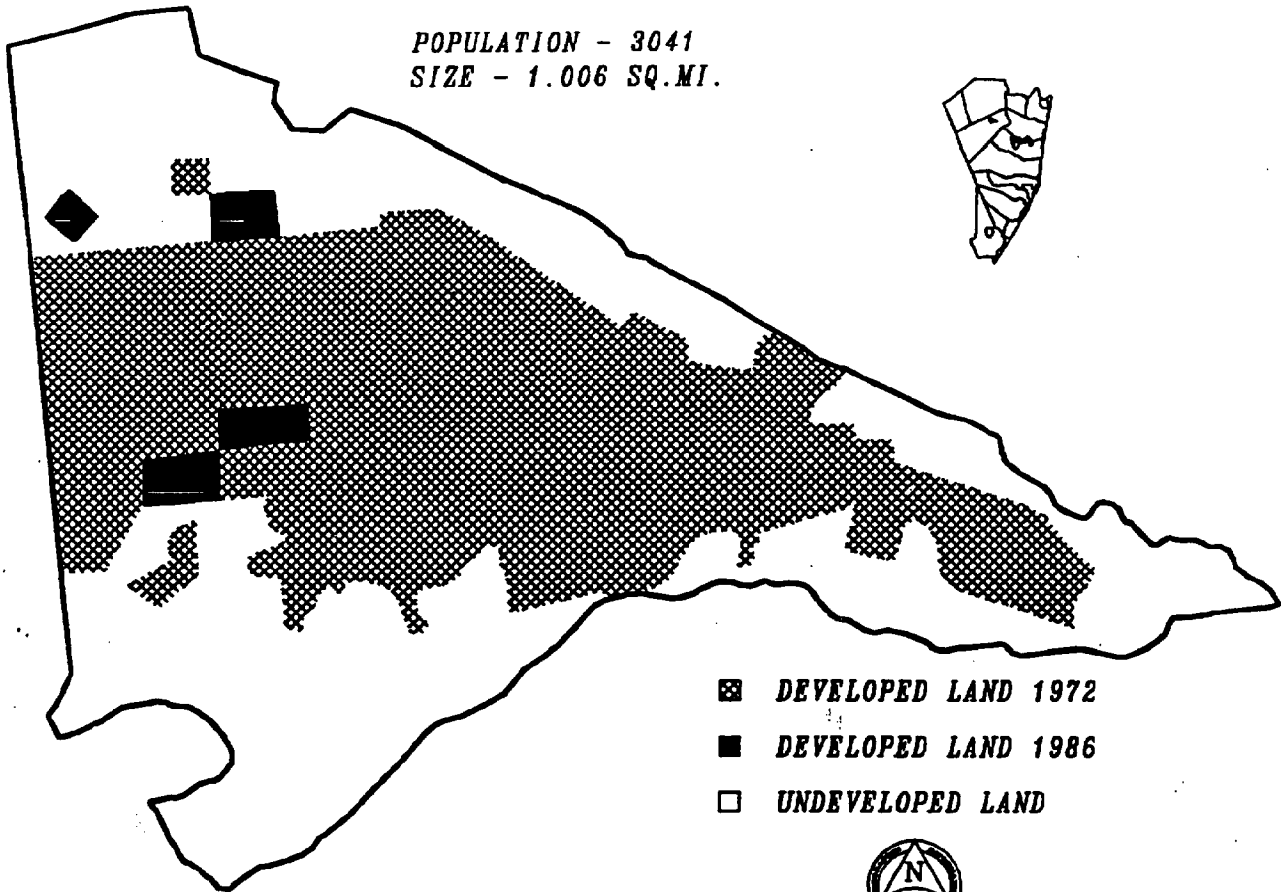 POPULATION - 3041
SIZE - 1.006 SQ.MI.
DEVELOPED LAND 1972
DEVELOPED LAND 1986
UNDEVELOPED LAND
N